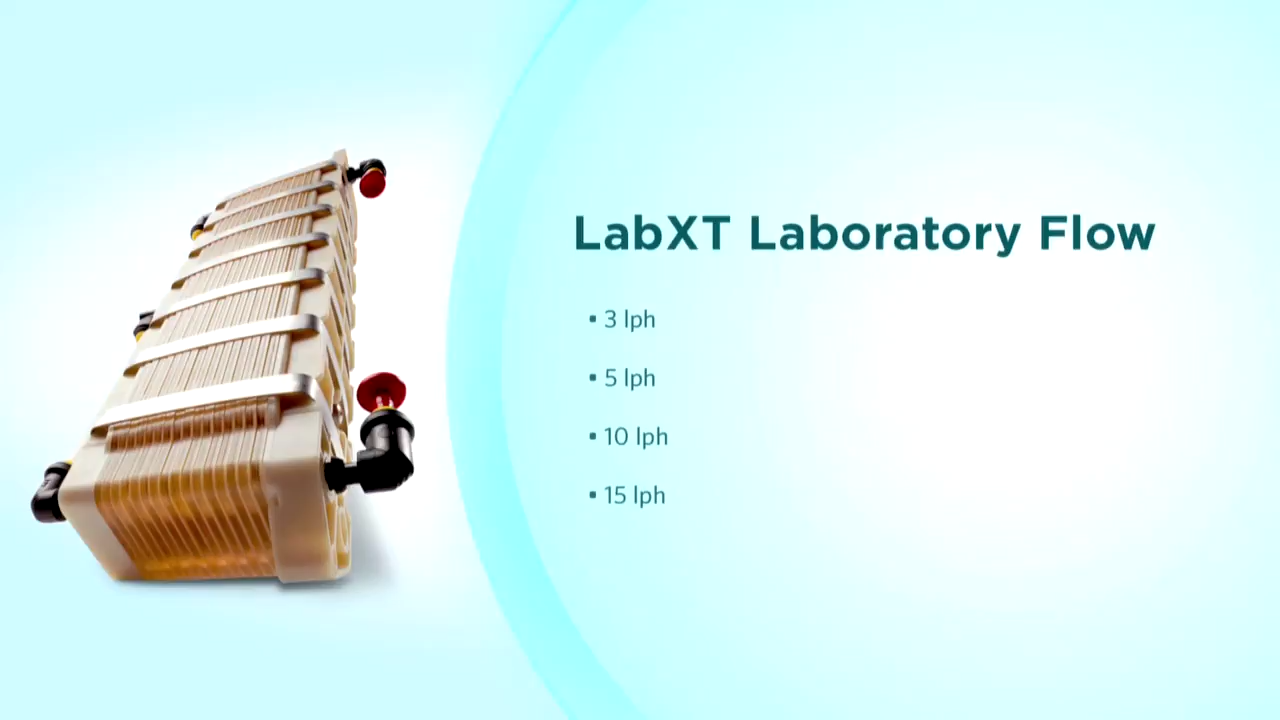 LabXT Laboratory Flow
▪ 3 lph
▪ 5 lph
▪ 10 lph
▪ 15 lph